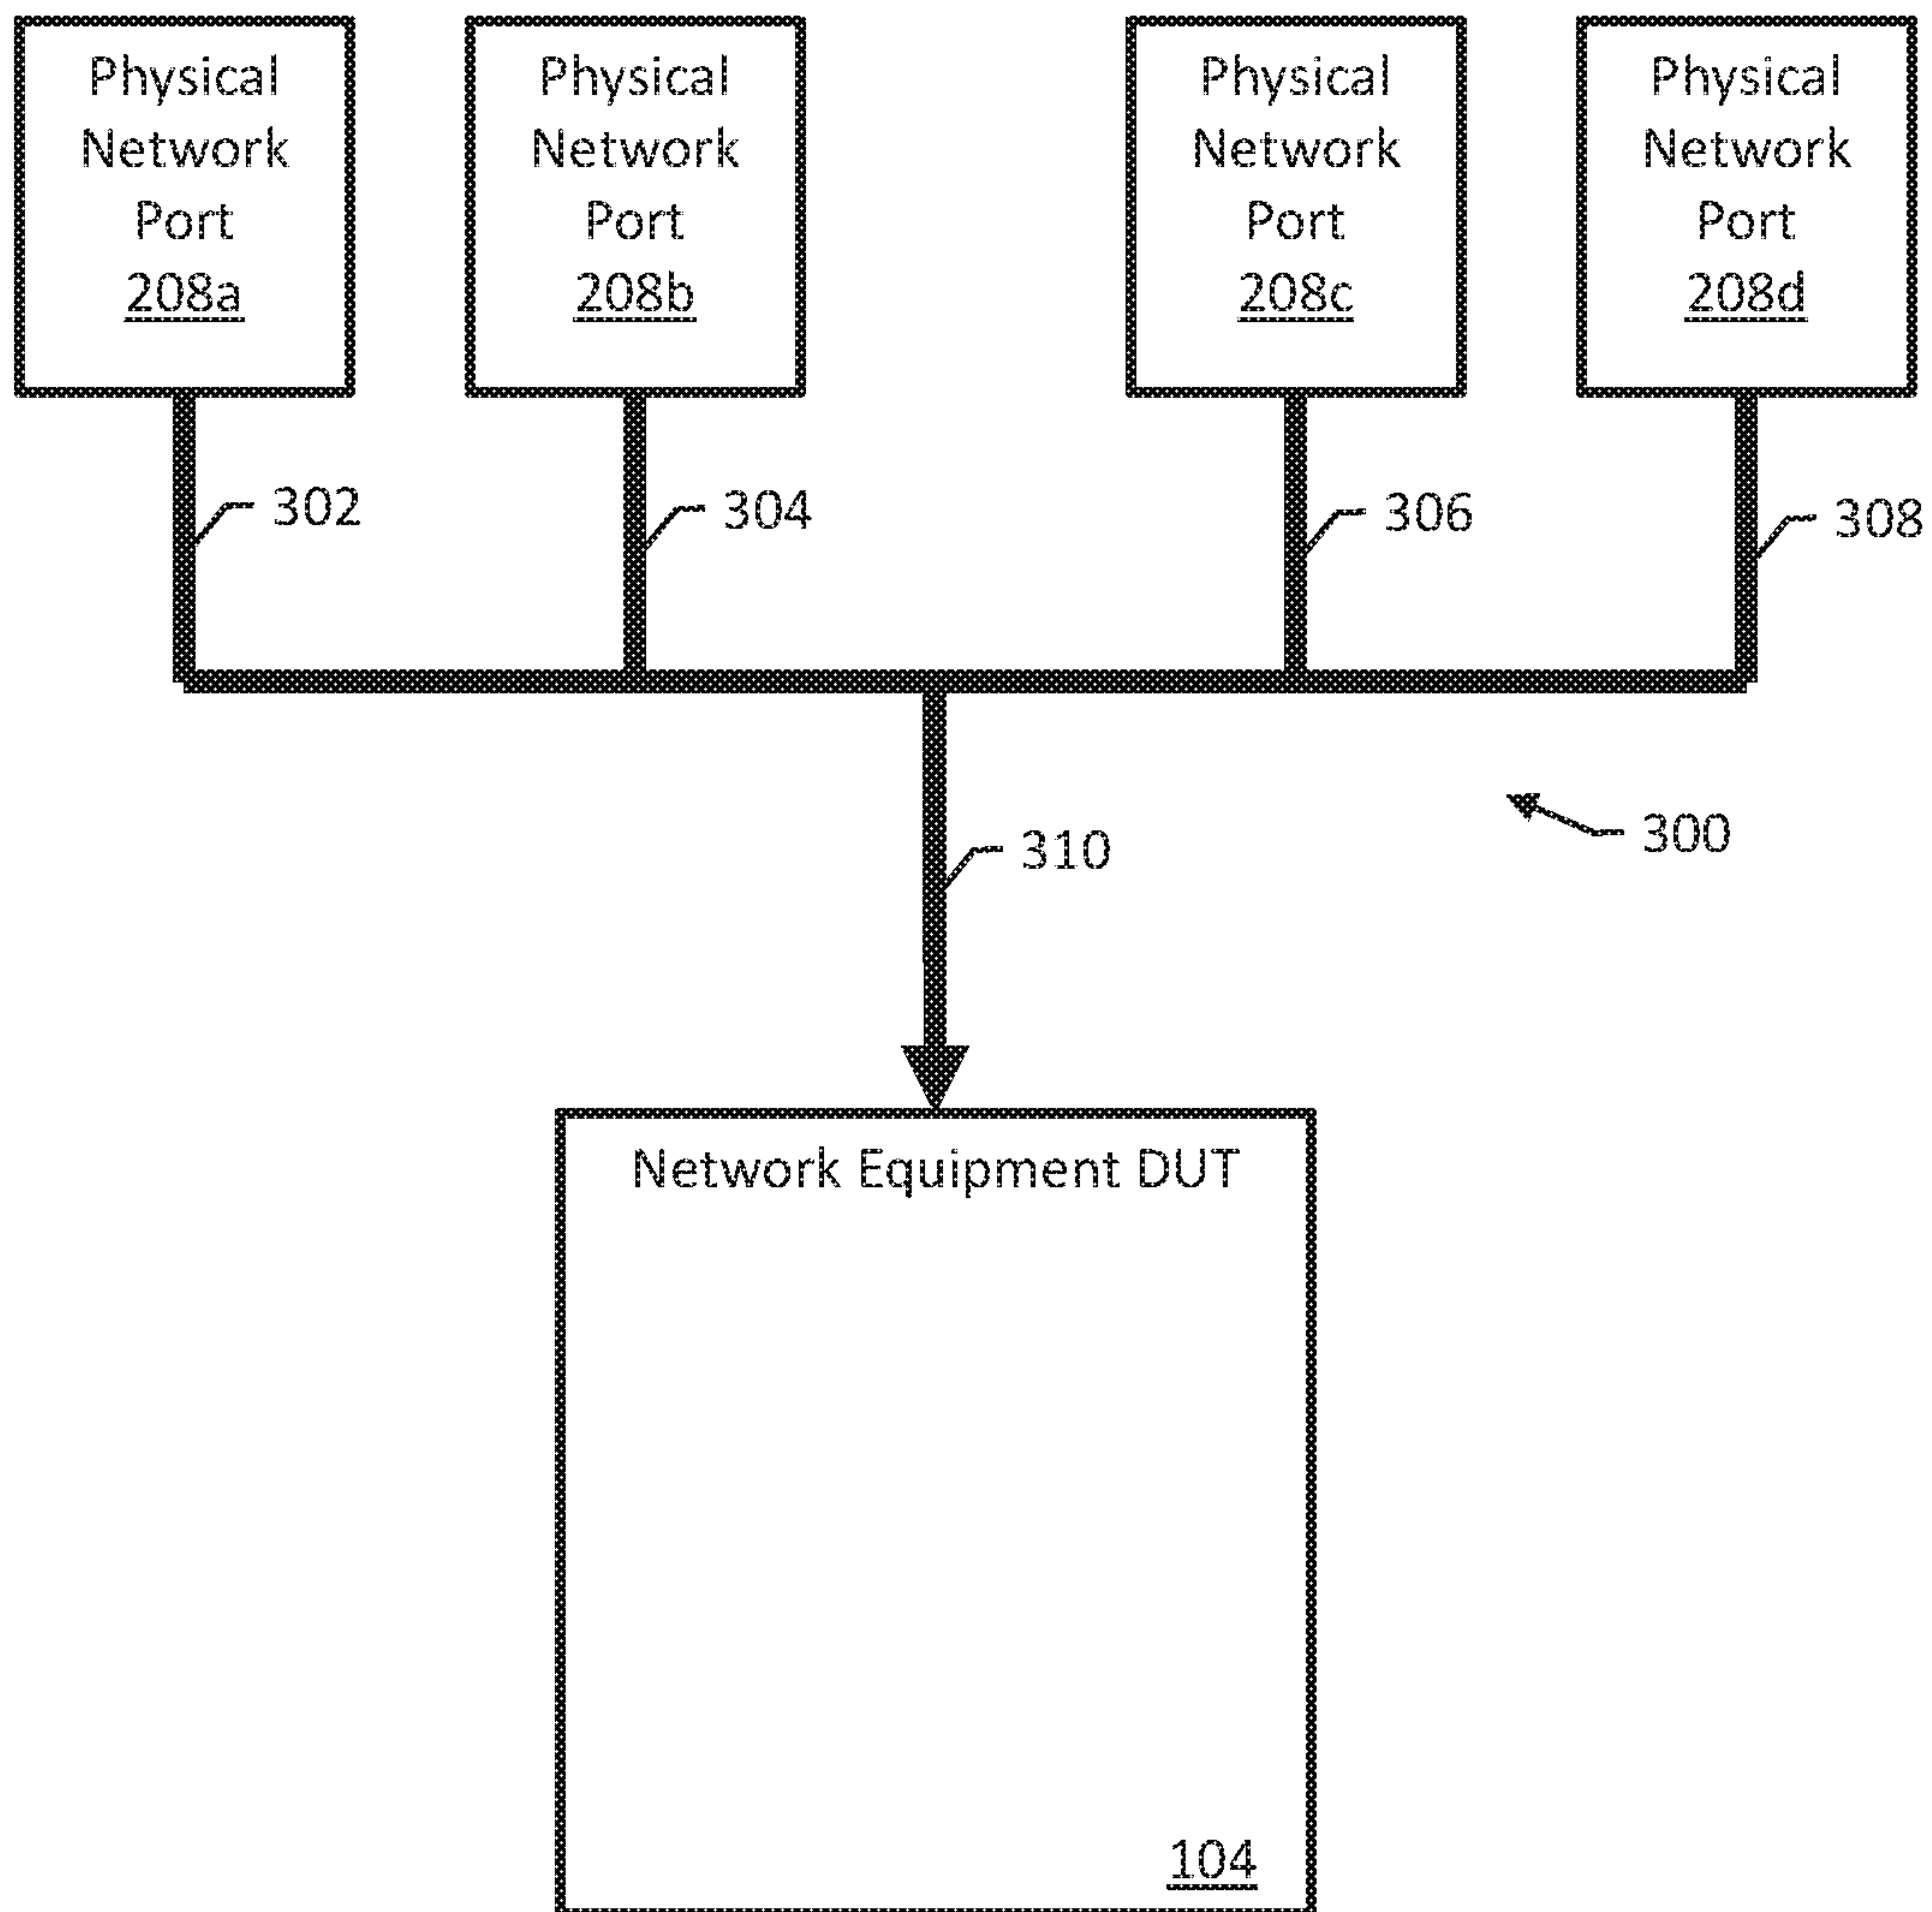 Physical
Network
Port
208a
Physical
Network
Port
208b
Physical
Network
Port
208c
Physical
Network
Port
208d
302
304
306
308
310
300
Network Equipment DUT
104